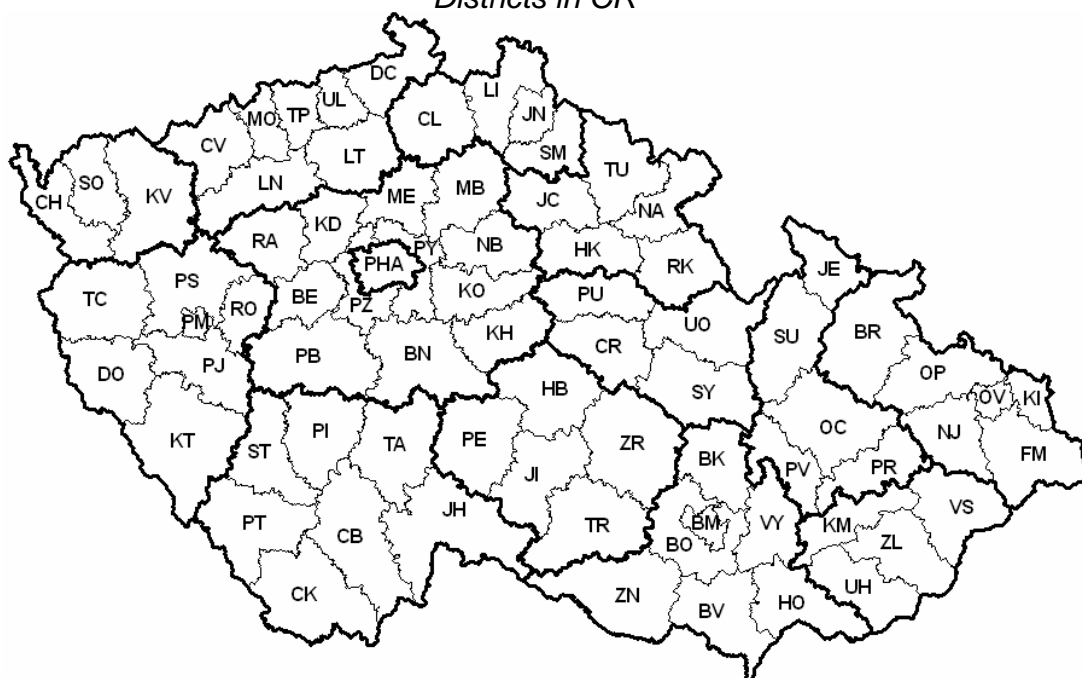 Districts in CR
DC
LI
UL
MO
TP
JN
CL
CV
LT
SM
TU
SO
CH
KV
LN
ME
MB
JC
NA
KD
RA
PY
NB
HK
RK
PHA
PS
TC
RO
BE
PZ
KO
PU
JE
PM
UO
SU
BR
KH
CR
DO
PJ
PB
BN
HB
SY
OP
OV
KI
KT
ST
PI
TA
PE
ZR
OC
NJ
FM
JI
BK
PV
PR
PT
CB
JH
TR
BM
BO
VY
KM
VS
ZL
CK
ZN
BV
HO
UH